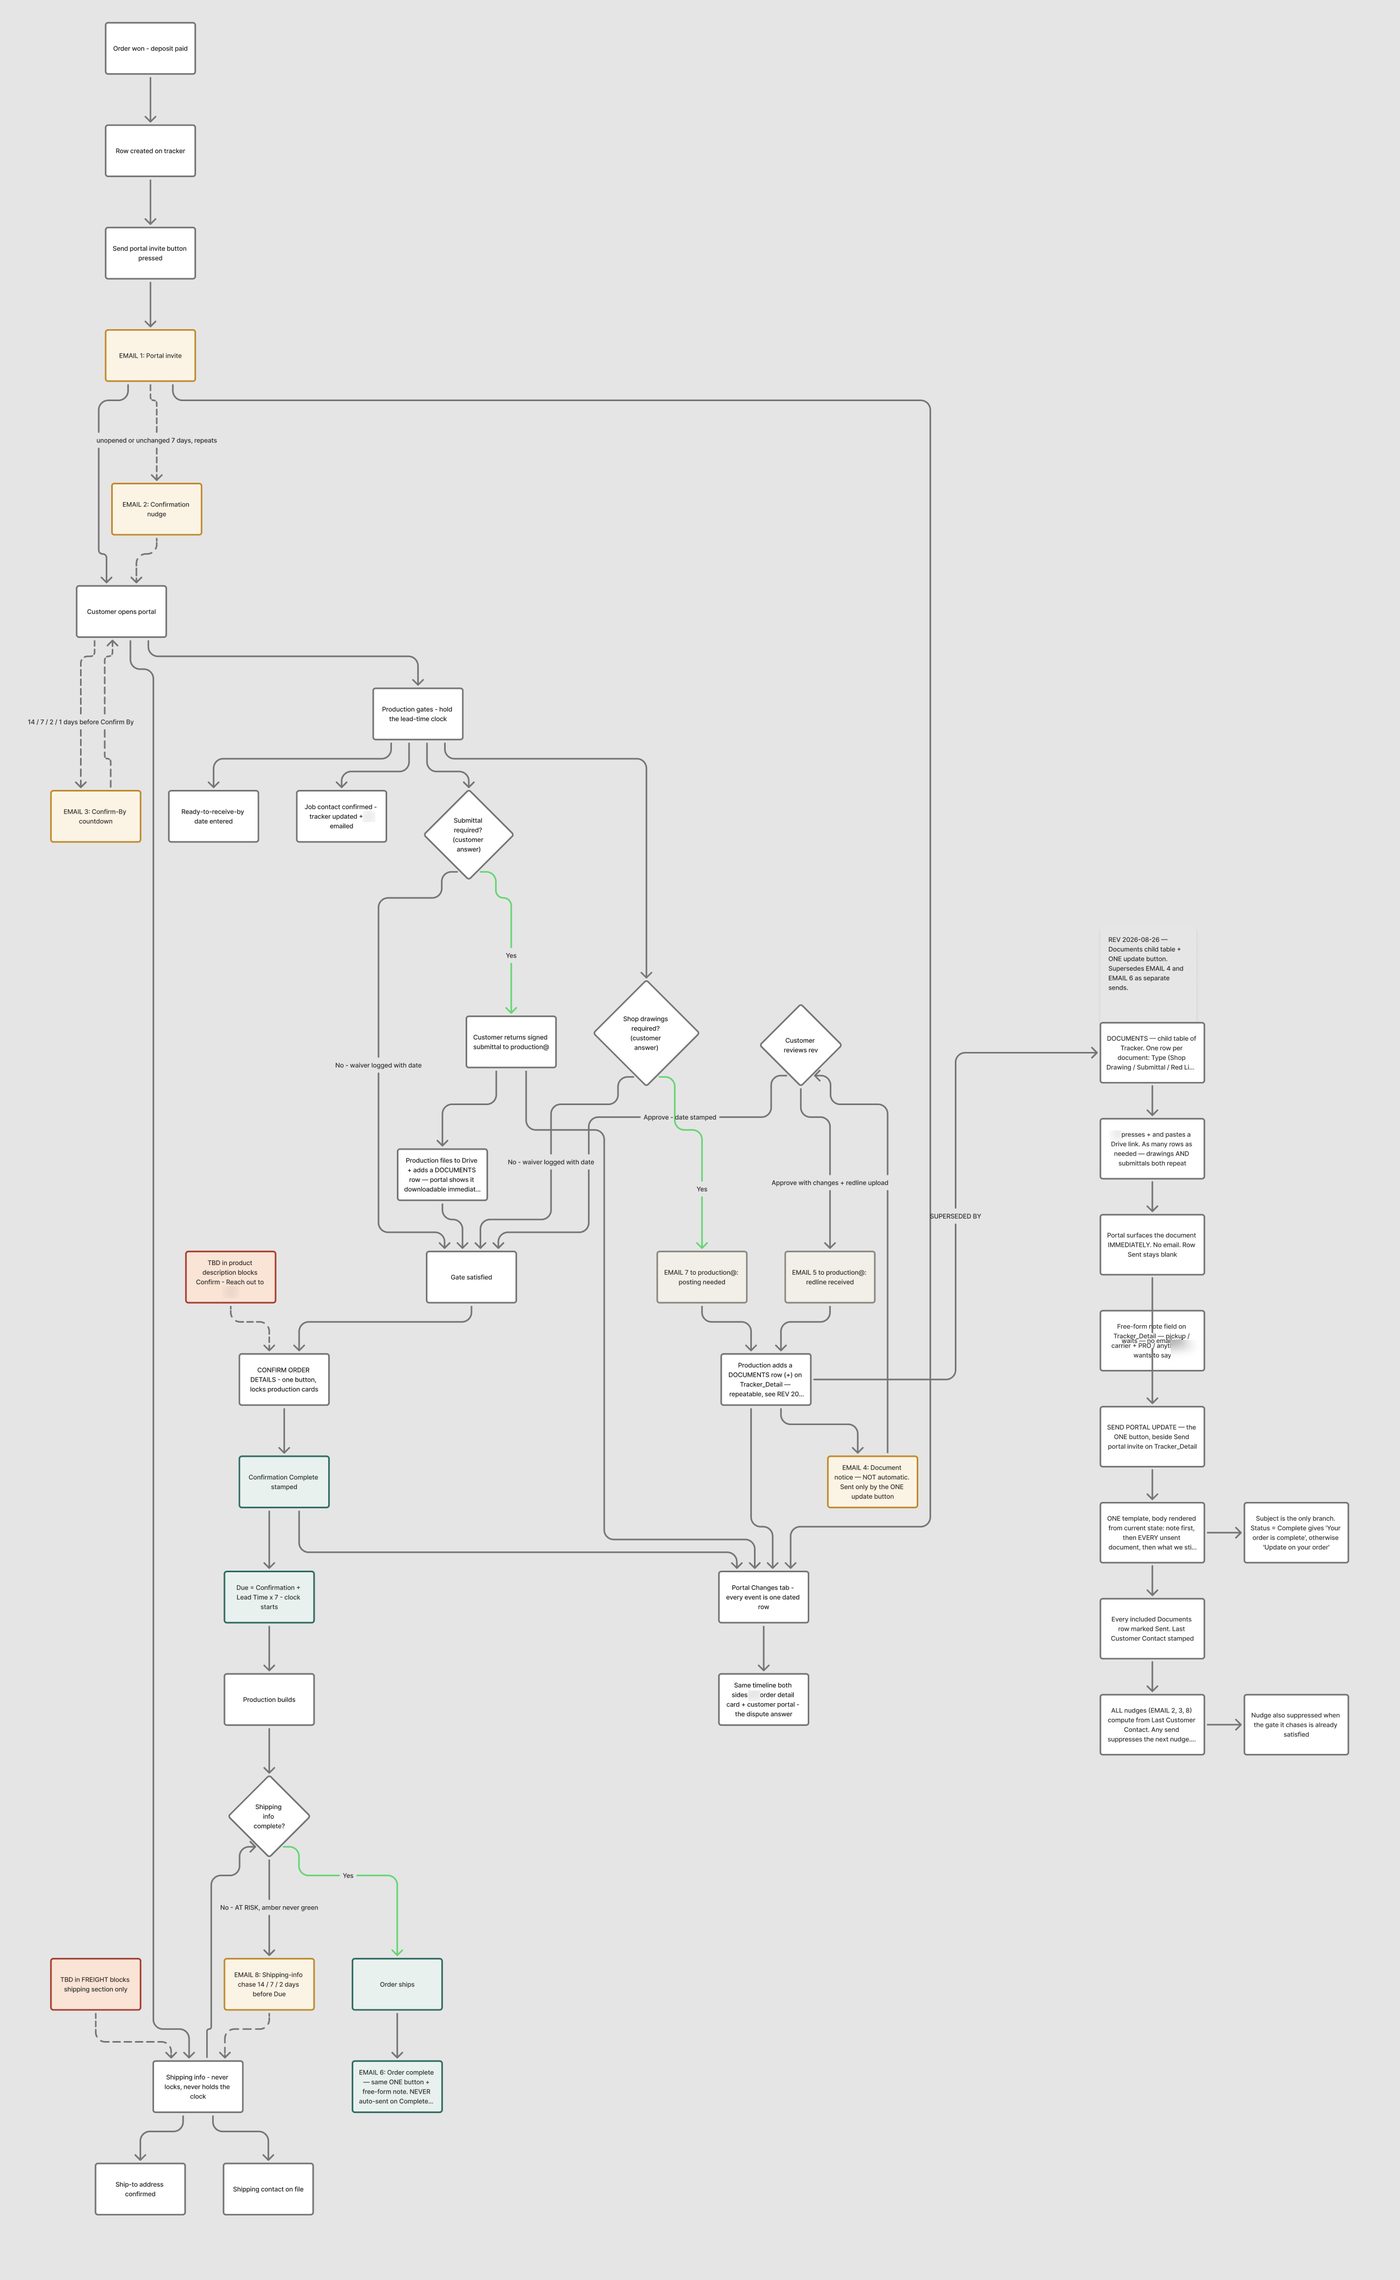 Order won - deposit paid
Row created on tracker
Send portal invite button
pressed
EMAIL 1: Portal invite
unopened or unchanged 7 days, repeats
EMAIL 2: Confirmation
nudge
Customer opens portal
14 / 7 / 2 / 1 days before Confirm By
EMAIL 3: Confirm-By
countdown
Production gates - hold
the lead-time clock
Ready-to-receive-by
date entered
Job contact confirmed -
tracker updated +
emailed
Submittal
required?
(customer
answer)
Yes
No - waiver logged with date
Customer returns signed
submittal to production@
Shop drawings
required?
(customer
answer)
Customer
reviews rev
Approve - date stamped
No - waiver logged with date
Yes
Approve with changes + redline upload
Production files to Drive
+ adds a DOCUMENTS
row — portal shows it
downloadable immediat...
TBD in product
description blocks
Confirm - Reach out to
Gate satisfied
EMAIL 7 to production@:
posting needed
EMAIL 5 to production@:
redline received
CONFIRM ORDER
DETAILS - one button,
locks production cards
Production adds a
DOCUMENTS row (+) on
Tracker_Detail —
repeatable, see REV 20...
SUPERSEDED BY
Confirmation Complete
stamped
EMAIL 4: Document
notice — NOT automatic.
Sent only by the ONE
update button
Due = Confirmation +
Lead Time x 7 - clock
starts
Portal Changes tab -
every event is one dated
row
Production builds
Same timeline both
sides order detail
card + customer portal -
the dispute answer
Shipping
info
complete?
Yes
No - AT RISK, amber never green
TBD in FREIGHT blocks
shipping section only
EMAIL 8: Shipping-info
chase 14 / 7 / 2 days
before Due
Order ships
Shipping info - never
locks, never holds the
clock
EMAIL 6: Order complete
— same ONE button +
free-form note. NEVER
auto-sent on Complete...
Ship-to address
confirmed
Shipping contact on file
REV 2026-08-26 —
Documents child table +
ONE update button.
Supersedes EMAIL 4 and
EMAIL 6 as separate
sends.
DOCUMENTS — child table of
Tracker. One row per
document: Type (Shop
Drawing / Submittal / Red Li...
presses + and pastes a
Drive link. As many rows as
needed — drawings AND
submittals both repeat
Portal surfaces the document
IMMEDIATELY. No email. Row
Sent stays blank
Free-form note field on
Tracker_Detail — pickup /
waits — no
carrier + PRO /
wants to say
SEND PORTAL UPDATE — the
ONE button, beside Send
portal invite on Tracker_Detail
ONE template, body rendered
from current state: note first,
then EVERY unsent
document, then what we sti...
Subject is the only branch.
Status = Complete gives 'Your
order is complete', otherwise
'Update on your order'
Every included Documents
row marked Sent. Last
Customer Contact stamped
ALL nudges (EMAIL 2, 3, 8)
compute from Last Customer
Contact. Any send
suppresses the next nudge....
Nudge also suppressed when
the gate it chases is already
satisfied